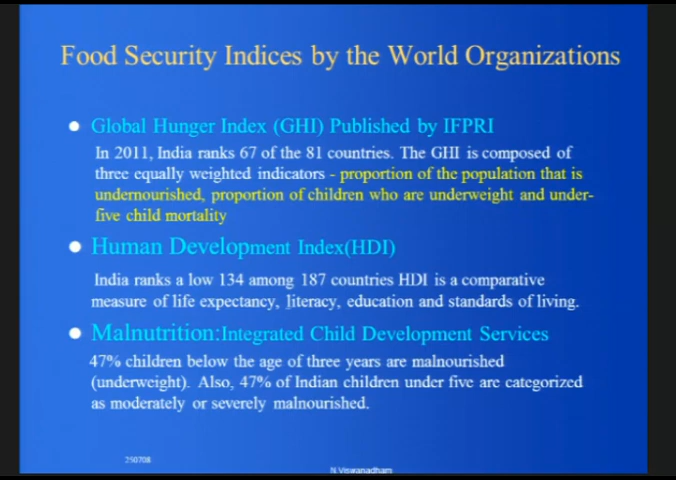 Food Security Indices by the World Organizations
Global Hunger Index (GHI) Published by IFPRI
In 2011, India ranks 67 of the 81 countries. The GHI is composed of
three equally weighted indicators - proportion of the population that is
undernourished, proportion of children who are underweight and under-
five child mortality
Human Development Index(HDI)
India ranks a low 134 among 187 countries HDI is a comparative
measure of life expectancy, literacy, education and standards of living.
Malnutrition:Integrated Child Development Services
47% children below the age of three years are malnourished
(underweight). Also, 47% of Indian children under five are categorized
as moderately or severely malnourished.
250708
N.Viswanadham